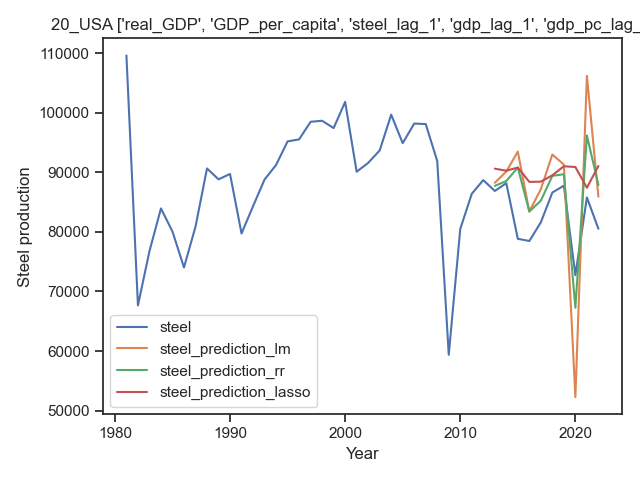 20_USA ['real_GDP', 'GDP_per_capita', 'steel_lag_1', 'gdp_lag_1', 'gdp_pc_lag_
110000
100000
90000
80000
70000
60000
50000
Steel production
steel
steel_prediction_lm
steel_prediction_rr
steel_prediction_lasso
1980 1990 2000 2010 2020
Year